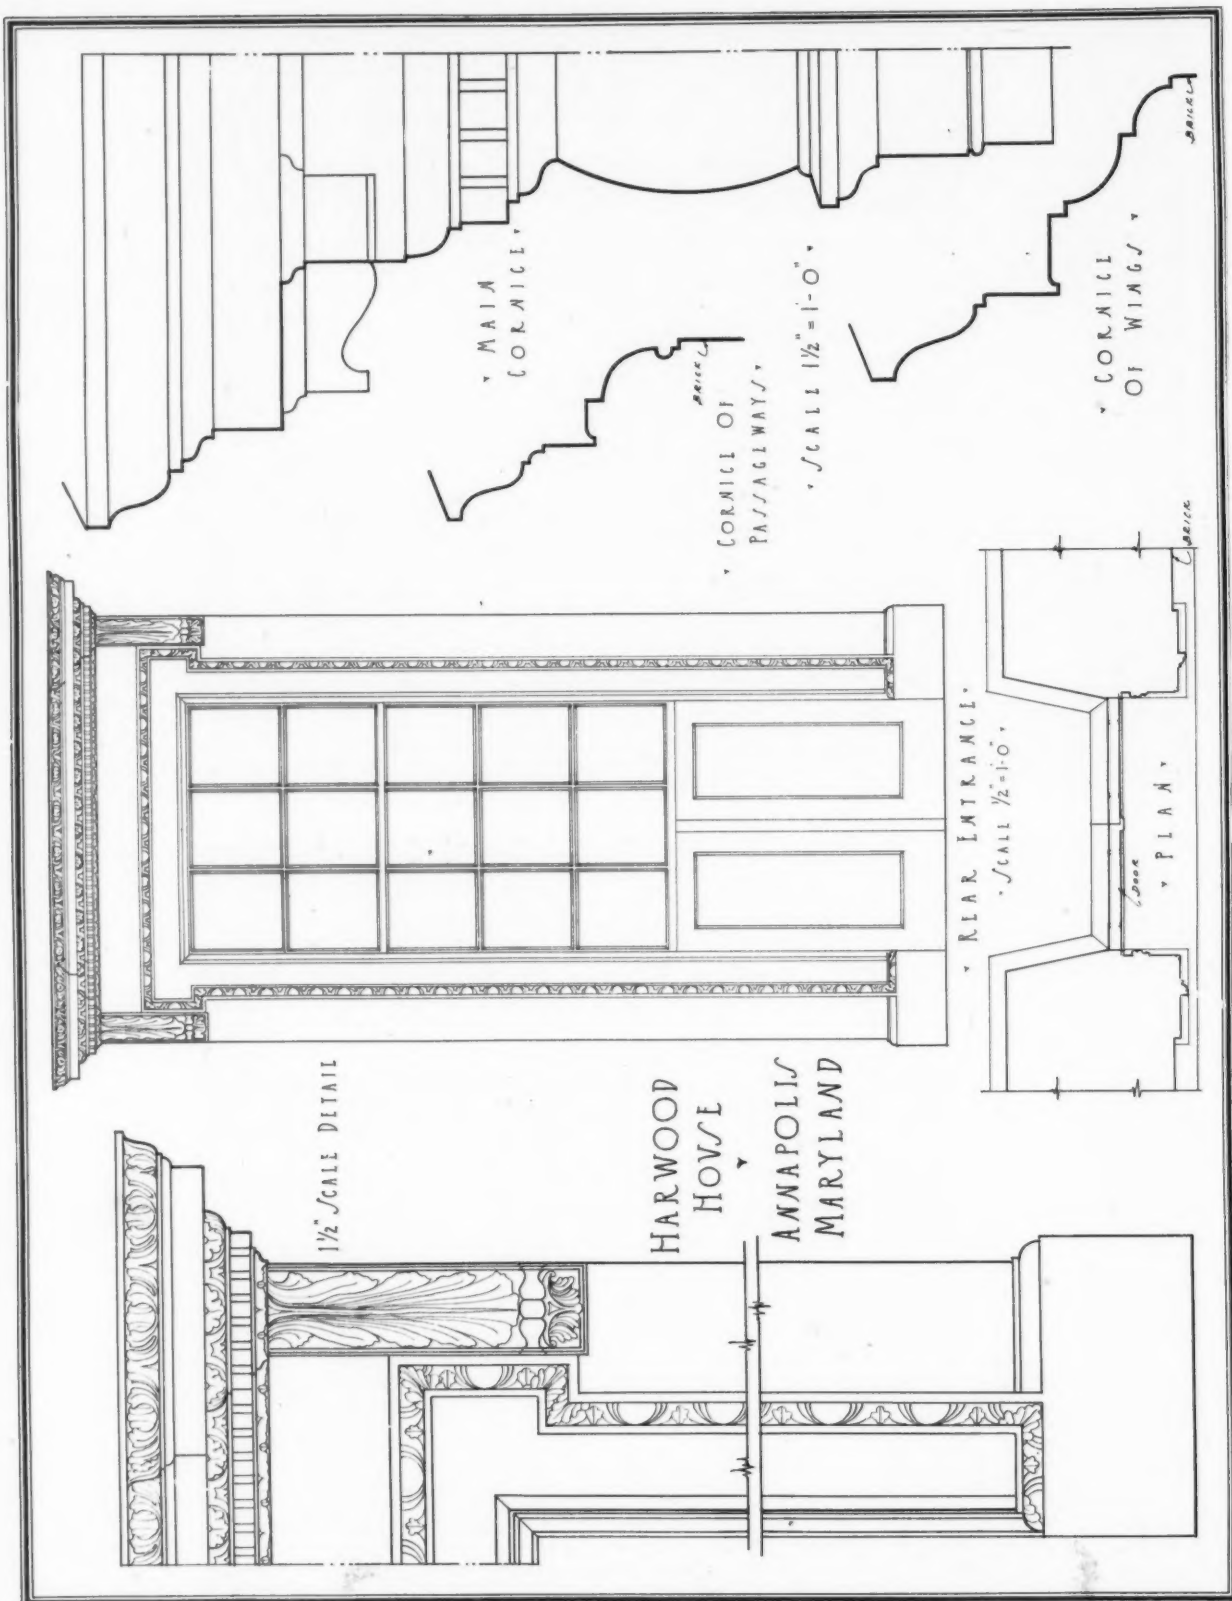 1½" SCALE DETAIL
HARWOOD
HOVSE
ANNAPOLIS
MARYLAND
REAR ENTRANCE
SCALE ½"=1'-0"
DOOR
PLAN
BRICK
MAIN
CORNICE
BRICK
CORNICE OF
PASSAGEWAYS
SCALE 1½"=1'-0"
CORNICE
OF WINGS
BRICK